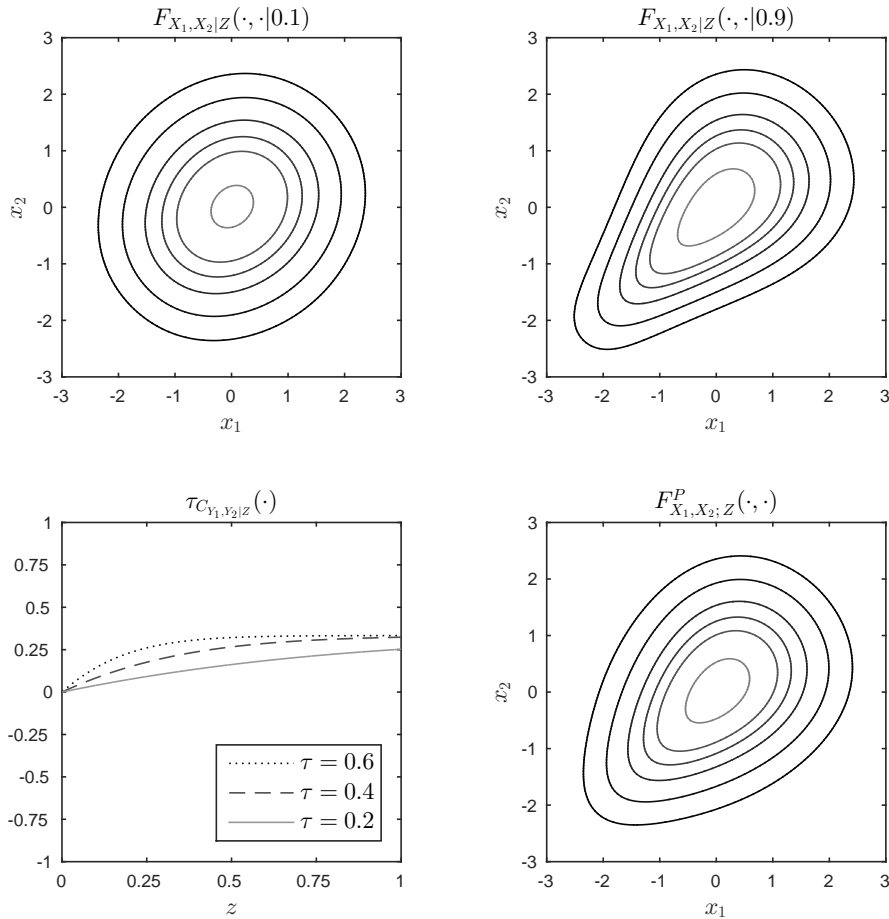 F_{X_1,X_2|Z}(·,·|0.1)
3
2
1
0
-1
-2
-3
x_2
-3 -2 -1 0 1 2 3
x_1
F_{X_1,X_2|Z}(·,·|0.9)
3
2
1
0
-1
-2
-3
x_2
-3 -2 -1 0 1 2 3
x_1
τ_{C_{Y_1,Y_2|Z}}(·)
1
0.75
0.5
0.25
0
-0.25
-0.5
-0.75
-1
τ = 0.6
τ = 0.4
τ = 0.2
0 0.25 0.5 0.75 1
z
F^P_{X_1,X_2;Z}(·,·)
3
2
1
0
-1
-2
-3
x_2
-3 -2 -1 0 1 2 3
x_1